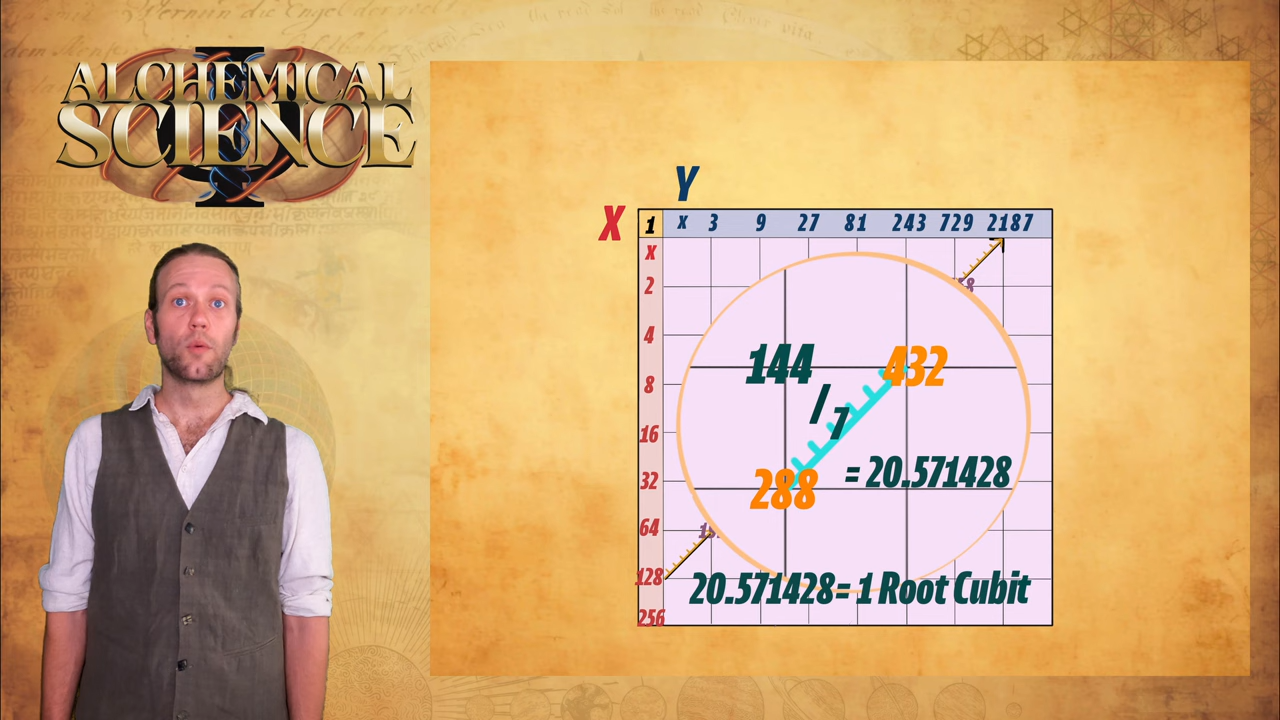 ALCHEMICAL
SCIENCE
Y
X
1 x 3 9 27 81 243 729 2187
x
2
4
8
16
32
64
128
256
144
/
7
432
288
= 20.571428
20.571428= 1 Root Cubit